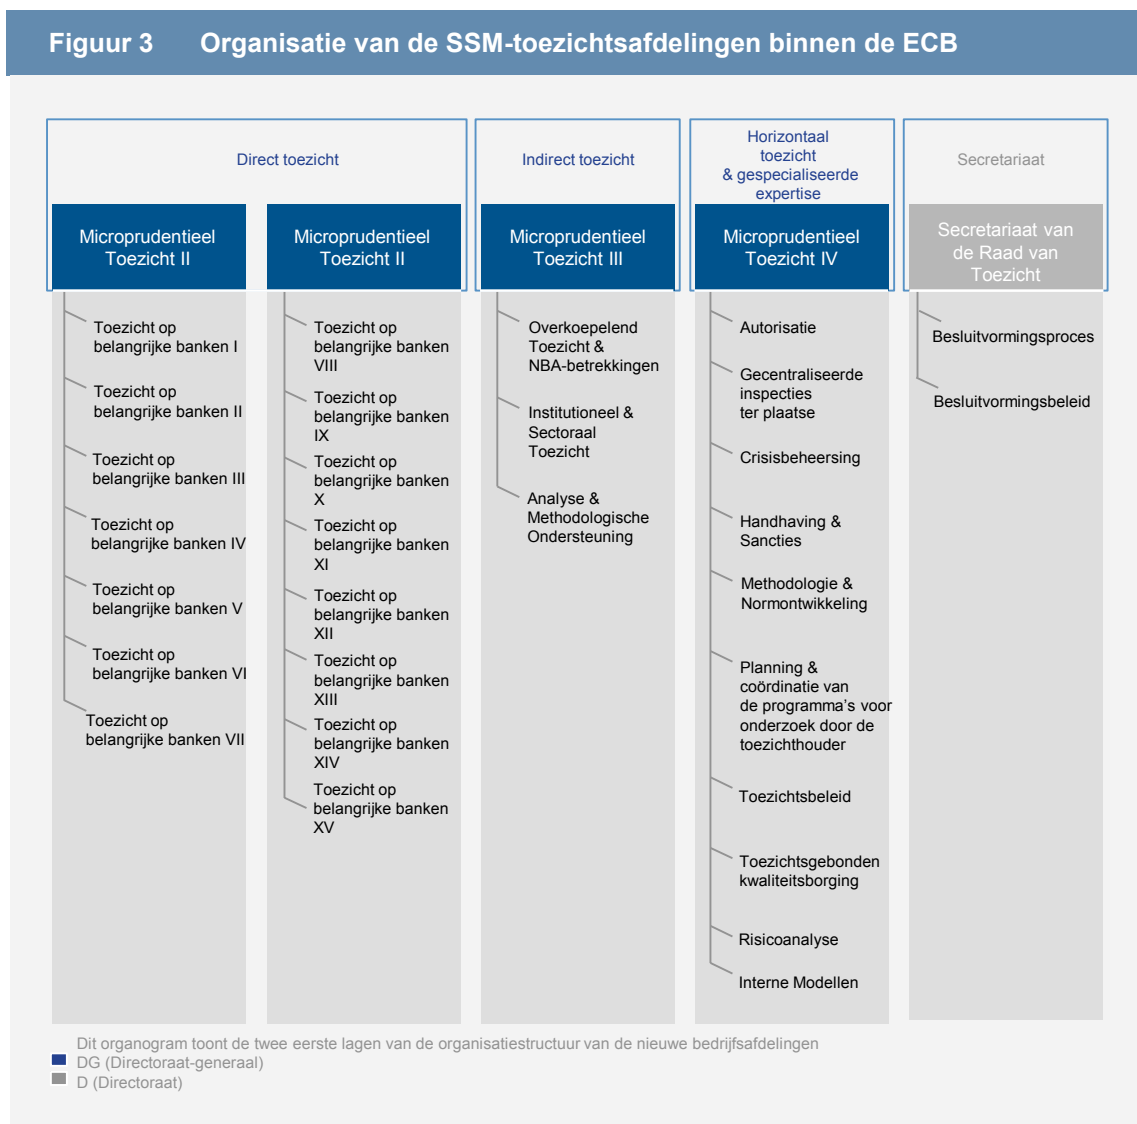 Figuur 3 Organisatie van de SSM-toezichtsafdelingen binnen de ECB
Direct toezicht
Microprudentieel
Toezicht II
Toezicht op
belangrijke banken I
Toezicht op
belangrijke banken II
Toezicht op
belangrijke banken III
Toezicht op
belangrijke banken IV
Toezicht op
belangrijke banken V
Toezicht op
belangrijke banken VI
Toezicht op
belangrijke banken VII
Microprudentieel
Toezicht II
Toezicht op
belangrijke banken
VIII
Toezicht op
belangrijke banken
IX
Toezicht op
belangrijke banken
X
Toezicht op
belangrijke banken
XI
Toezicht op
belangrijke banken
XII
Toezicht op
belangrijke banken
XIII
Toezicht op
belangrijke banken
XIV
Toezicht op
belangrijke banken
XV
Indirect toezicht
Microprudentieel
Toezicht III
Overkoepelend
Toezicht &
NBA-betrekkingen
Institutioneel &
Sectoraal
Toezicht
Analyse &
Methodologische
Ondersteuning
Horizontaal
toezicht
& gespecialiseerde
expertise
Microprudentieel
Toezicht IV
Autorisatie
Gecentraliseerde
inspecties
ter plaatse
Crisisbeheersing
Handhaving &
Sancties
Methodologie &
Normontwikkeling
Planning &
coördinatie van
de programma's voor
onderzoek door de
toezichthouder
Toezichtsbeleid
Toezichtsgebonden
kwaliteitsborging
Risicoanalyse
Interne Modellen
Secretariaat
Secretariaat van
de Raad van
Toezicht
Besluitvormingsproces
Besluitvormingsbeleid
Dit organogram toont de twee eerste lagen van de organisatiestructuur van de nieuwe bedrijfsafdelingen
DG (Directoraat-generaal)
D (Directoraat)